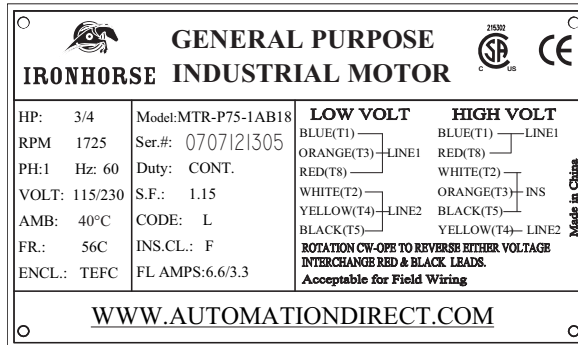 215302
C US
CE
IRONHORSE
GENERAL PURPOSE
INDUSTRIAL MOTOR
HP: 3/4
RPM 1725
PH:1 Hz: 60
VOLT: 115/230
AMB: 40°C
FR.: 56C
ENCL.: TEFC
Model:MTR-P75-1AB18
Ser.#: 0707121305
Duty: CONT.
S.F.: 1.15
CODE: L
INS.CL.: F
FL AMPS:6.6/3.3
LOW VOLT
BLUE(T1)
ORANGE(T3) LINE1
RED(T8)
WHITE(T2)
YELLOW(T4) LINE2
BLACK(T5)
HIGH VOLT
BLUE(T1) LINE1
RED(T8)
WHITE(T2)
ORANGE(T3) INS
BLACK(T5)
YELLOW(T4) LINE2
ROTATION CW-OPE TO REVERSE EITHER VOLTAGE
INTERCHANGE RED & BLACK LEADS.
Acceptable for Field Wiring
Made in China
WWW.AUTOMATIONDIRECT.COM